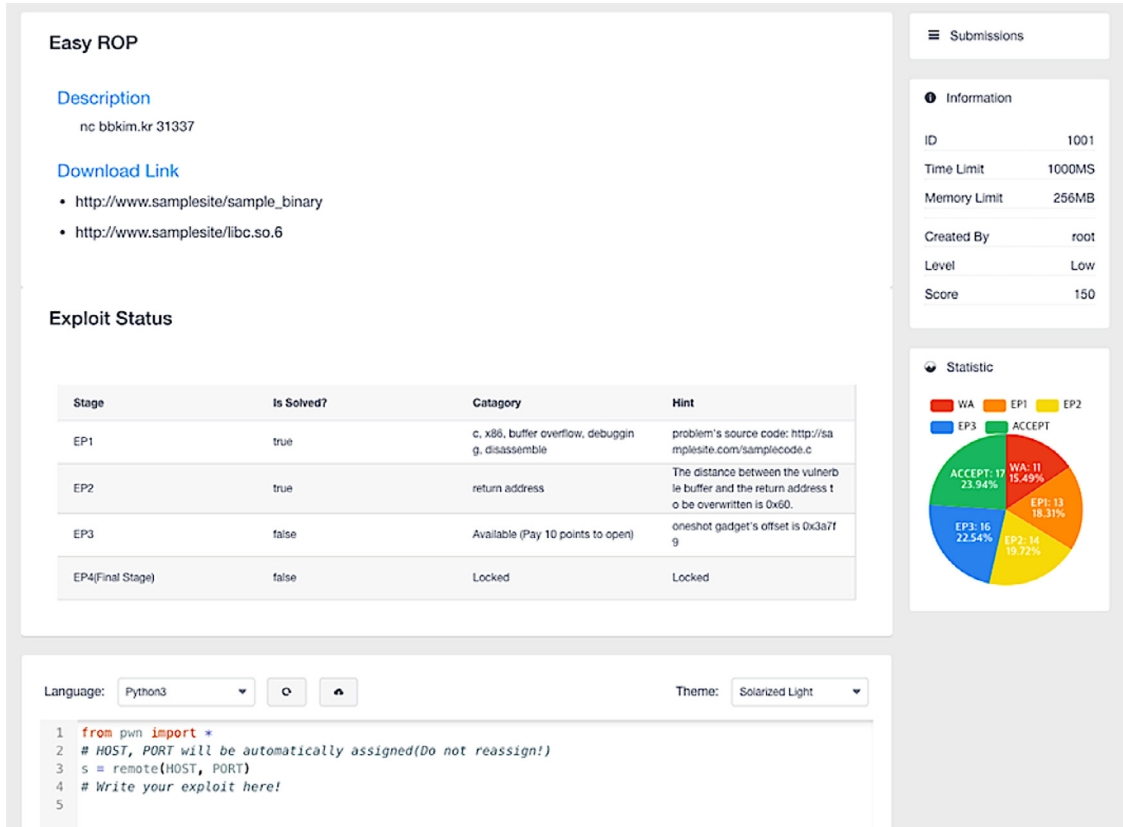 Easy ROP
Description
nc bbkim.kr 31337
Download Link
• http://www.samplesite/sample_binary
• http://www.samplesite/libc.so.6
Exploit Status
Stage Is Solved? Catagory Hint
EP1 true c, x86, buffer overflow, debuggin
g, disassemble problem's source code: http://sa
mplesite.com/samplecode.c
EP2 true return address The distance between the vulnerb
le buffer and the return address t
o be overwritten is 0x60.
EP3 false Available (Pay 10 points to open) oneshot gadget's offset is 0x3a7f
9
EP4(Final Stage) false Locked Locked
Language: Python3 Theme: Solarized Light
1 from pwn import *
2 # HOST, PORT will be automatically assigned(Do not reassign!)
3 s = remote(HOST, PORT)
4 # Write your exploit here!
5
Submissions
Information
ID 1001
Time Limit 1000MS
Memory Limit 256MB
Created By root
Level Low
Score 150
Statistic
WA EP1 EP2
EP3 ACCEPT
ACCEPT: 17
23.94%
WA: 11
15.49%
EP1: 13
18.31%
EP3: 16
22.54%
EP2: 14
19.72%